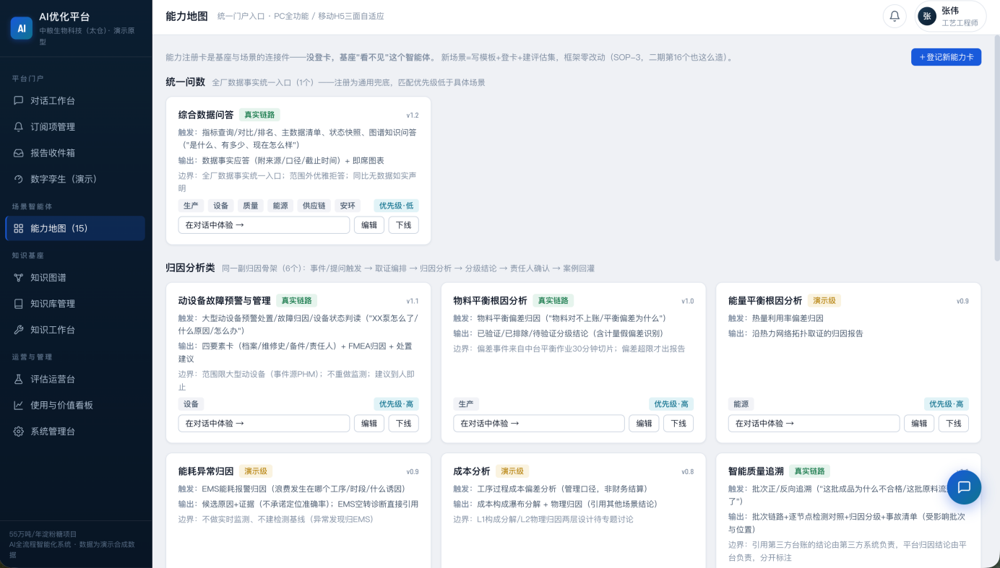 AI
AI优化平台
中粮生物科技（太仓）· 演示原
型
平台门户
对话工作台
订阅项管理
报告收件箱
数字孪生（演示）
场景智能体
能力地图（15）
知识基座
知识图谱
知识库管理
知识工作台
运营与管理
评估运营台
使用与价值看板
系统管理台
55万吨/年淀粉糖项目
AI全流程智能化系统 · 数据为演示合成数
据
能力地图
统一门户入口 · PC全功能 / 移动H5三面自适应
张
张伟
工艺工程师
能力注册卡是基座与场景的连接件——没登卡，基座"看不见"这个智能体。 新场景=写模板+登卡+建评估集，框架零改动（SOP-3，二期第16个也这么造）。
+ 登记新能力卡
统一问数 全厂数据事实统一入口（1个）——注册为通用兜底，匹配优先级低于具体场景
综合数据问答 真实链路 v1.2
触发：指标查询/对比/排名、主数据清单、状态快照、图谱知识问答
（"是什么、有多少、现在怎么样"）
输出：数据事实应答（附来源/口径/截止时间）+ 即席图表
边界：全厂数据事实统一入口；范围外优雅拒答；同比无数据如实声
明
生产 设备 质量 能源 供应链 安环 优先级·低
在对话中体验 → 编辑 下线
归因分析类 同一副归因骨架（6个）：事件/提问触发 → 取证编排 → 归因分析 → 分级结论 → 责任人确认 → 案例回灌
动设备故障预警与管理 真实链路 v1.1
触发：大型动设备预警处置/故障归因/设备状态判读（"XX泵怎么了/
什么原因/怎么办"）
输出：四要素卡（档案/维修史/备件/责任人）+ FMEA归因 + 处置
建议
边界：范围限大型动设备（事件源PHM）；不重做监测；建议到人即
止
设备 优先级·高
在对话中体验 → 编辑 下线
物料平衡根因分析 真实链路 v1.0
触发：物料平衡偏差归因（"物料对不上账/平衡偏差为什么"）
输出：已验证/已排除/待验证分级结论（含计量假偏差识别）
边界：偏差事件来自中台平衡作业30分钟切片；偏差超限才出报告
生产 优先级·高
在对话中体验 → 编辑 下线
能量平衡根因分析 演示级 v0.9
触发：热量利用率偏差归因
输出：沿热力网络拓扑取证的归因报告
能源 优先级·高
在对话中体验 → 编辑 下线
能耗异常归因 演示级 v0.9
触发：EMS能耗报警归因（浪费发生在哪个工序/时段/什么诱因）
输出：候选原因+证据（不承诺定位准确率）；EMS空转诊断直接引用
边界：不做实时监测、不建检测基线（异常发现归EMS）
成本分析 演示级 v0.8
触发：工序过程成本偏差分析（管理口径，非财务结算）
输出：成本构成瀑布分解 + 物理归因（引用其他场景结论）
边界：L1构成分解/L2物理归因两层设计待专题讨论
智能质量追溯 真实链路
触发：批次正/反向追溯（"这批成品为什么不合格/这批原料流
了"）
输出：批次链路+逐节点检测对照+归因分级+事故清单（受影响批次
与位置）
边界：引用第三方台账的结论由第三方系统负责，平台归因结论由平
台负责，分开标注